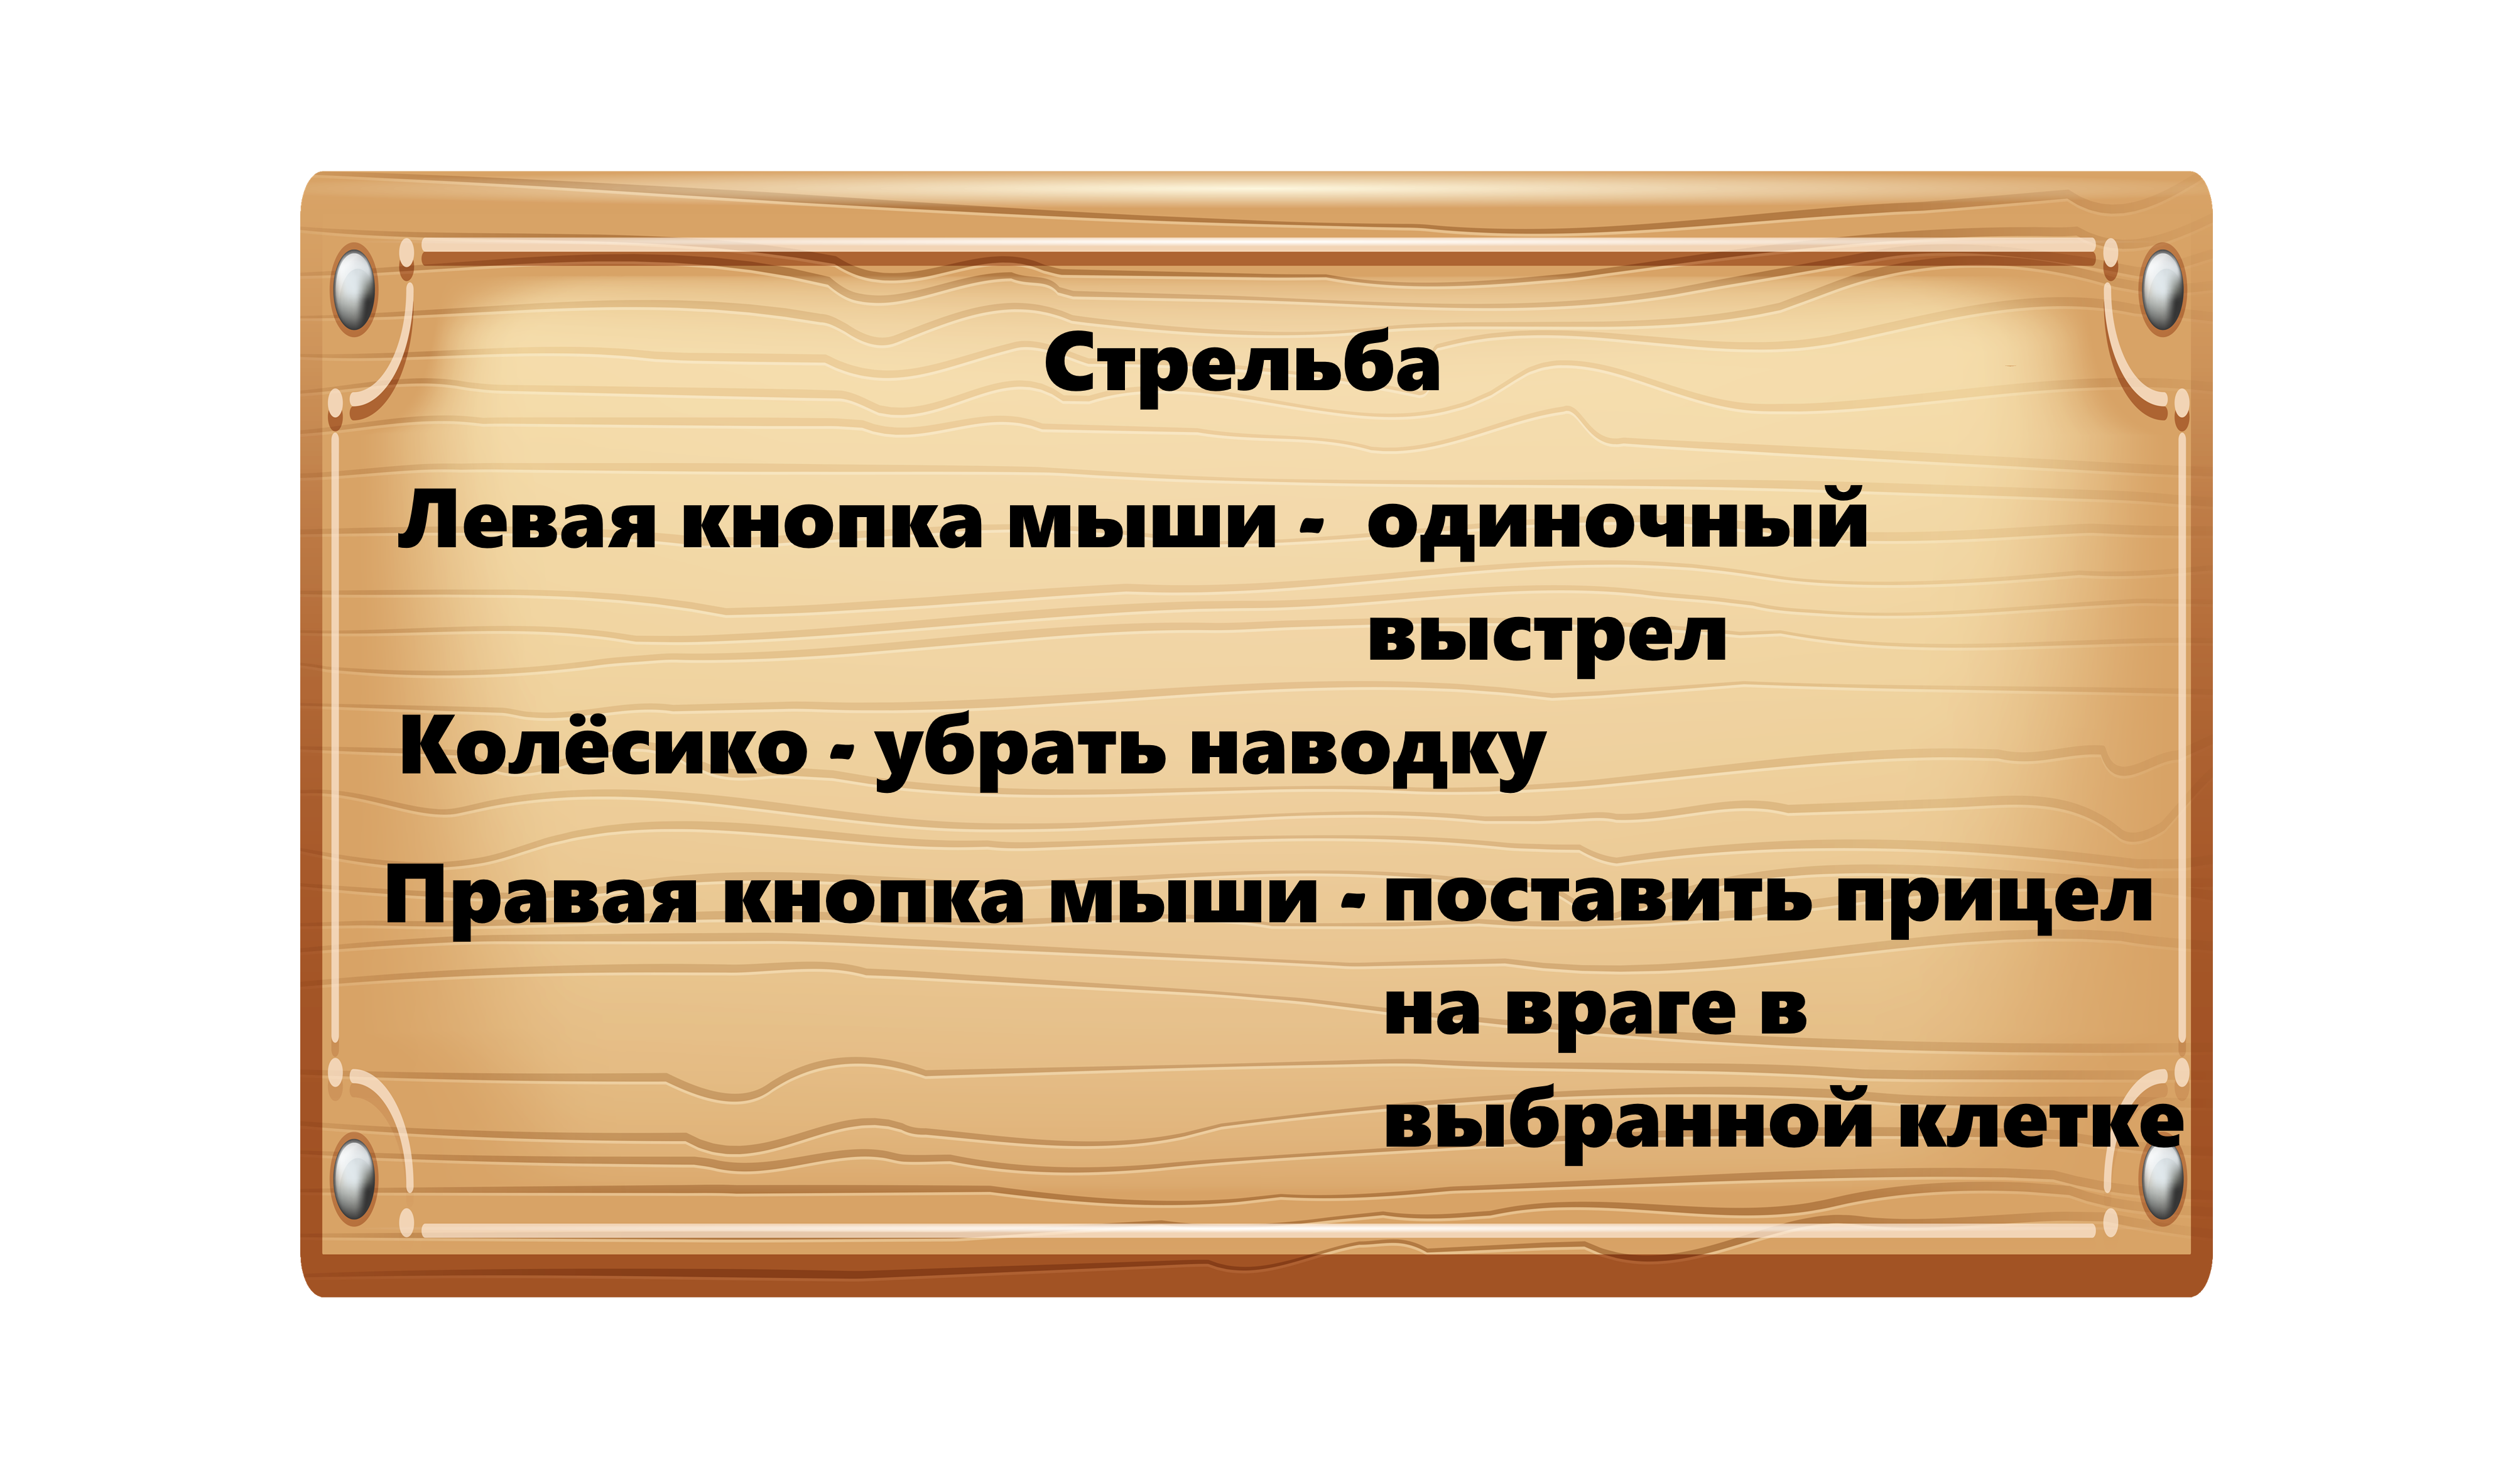 Стрельба
Левая кнопка мыши - одиночный
выстрел
Колёсико - убрать наводку
Правая кнопка мыши - поставить прицел
на враге в
выбранной клетке